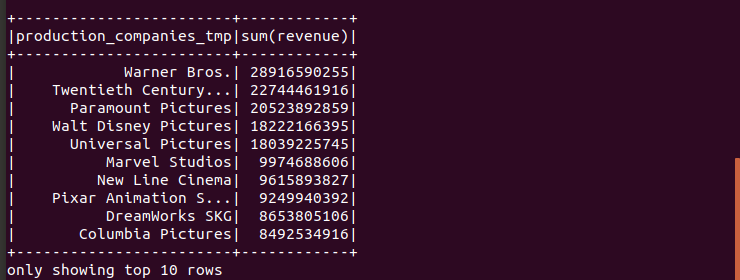 +------------------------+------------+
|production_companies_tmp|sum(revenue)|
+------------------------+------------+
|            Warner Bros.| 28916590255|
|    Twentieth Century...| 22744461916|
|      Paramount Pictures| 20523892859|
|    Walt Disney Pictures| 18222166395|
|      Universal Pictures| 18039225745|
|          Marvel Studios|  9974688606|
|         New Line Cinema|  9615893827|
|    Pixar Animation S...|  9249940392|
|          DreamWorks SKG|  8653805106|
|       Columbia Pictures|  8492534916|
+------------------------+------------+
only showing top 10 rows